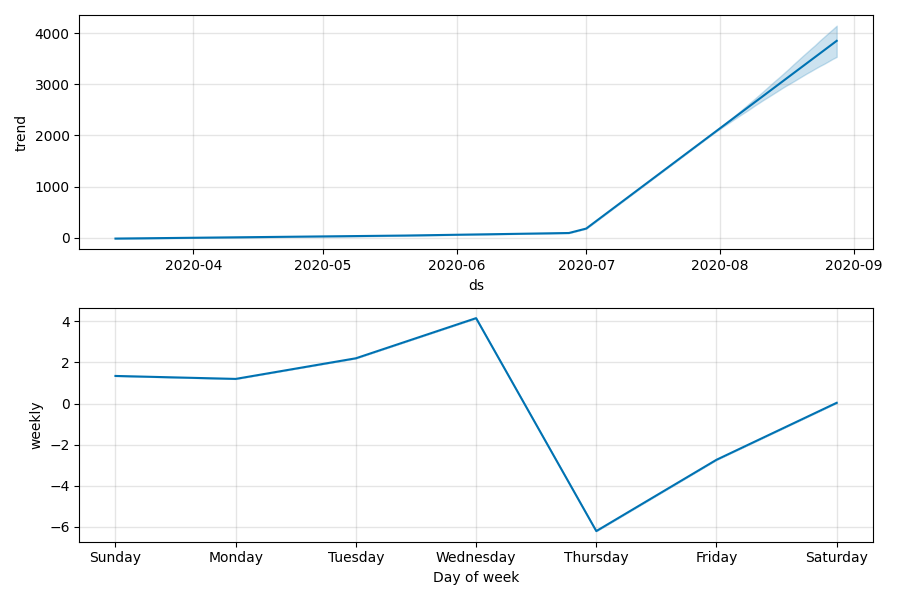 4000
3000
2000
1000
0
trend
2020-04 2020-05 2020-06 2020-07 2020-08 2020-09
ds
4
2
0
−2
−4
−6
weekly
Sunday Monday Tuesday Wednesday Thursday Friday Saturday
Day of week